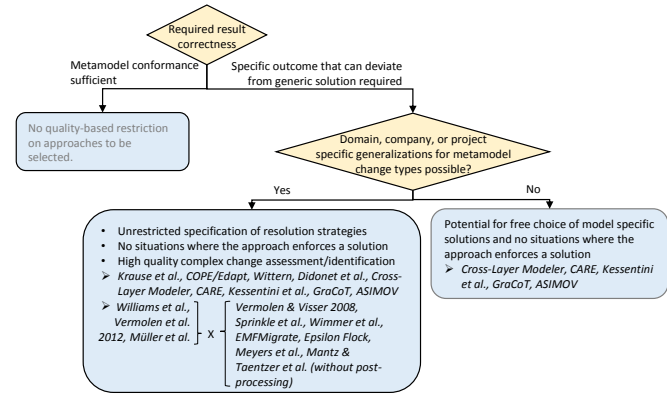 Required result
correctness
Metamodel conformance
sufficient
Specific outcome that can deviate
from generic solution required
No quality-based restriction
on approaches to be
selected.
Domain, company, or project
specific generalizations for metamodel
change types possible?
Yes
No
• Unrestricted specification of resolution strategies
• No situations where the approach enforces a solution
• High quality complex change assessment/identification
➢ Krause et al., COPE/Edapt, Wittern, Didonet et al., Cross-
Layer Modeler, CARE, Kessentini et al., GraCoT, ASIMOV
➢ Williams et al.,
Vermolen et al.
2012, Müller et al.
X
Vermolen & Visser 2008,
Sprinkle et al., Wimmer et al.,
EMFMigrate, Epsilon Flock,
Meyers et al., Mantz &
Taentzer et al. (without post-
processing)
Potential for free choice of model specific
solutions and no situations where the
approach enforces a solution
➢ Cross-Layer Modeler, CARE, Kessentini
et al., GraCoT, ASIMOV